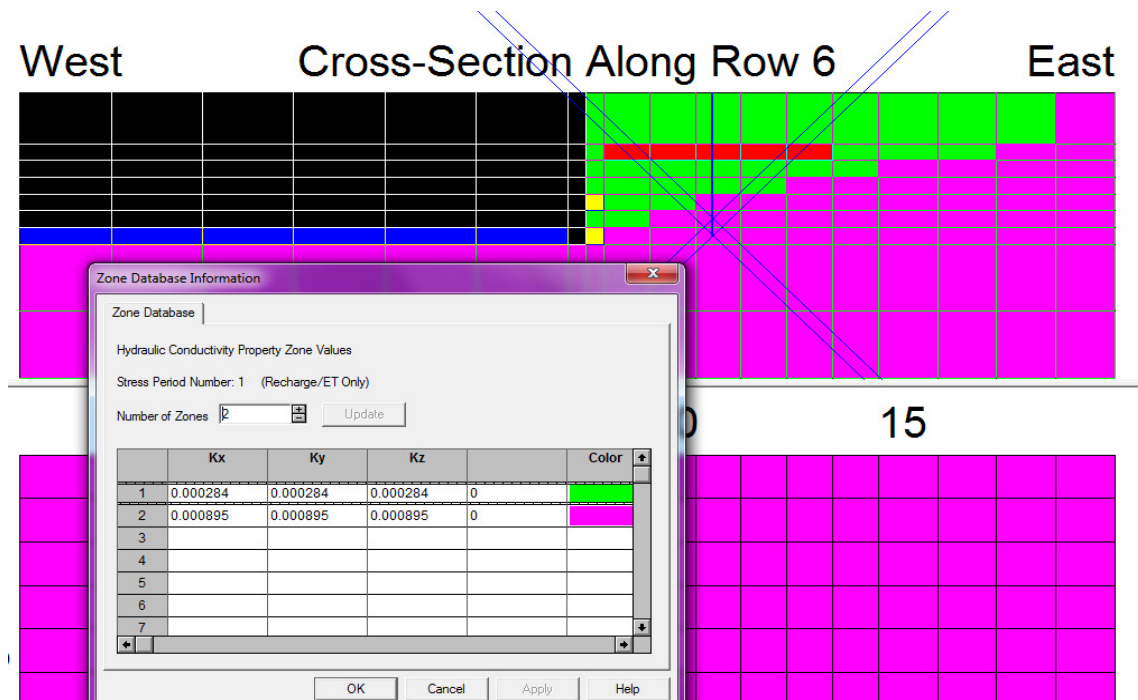 West Cross-Section Along Row 6 East
Zone Database Information
Zone Database
Hydraulic Conductivity Property Zone Values
Stress Period Number: 1 (Recharge/ET Only)
Number of Zones 2 Update
0 15
Kx Ky Kz Color
1 0.000284 0.000284 0.000284 0
2 0.000895 0.000895 0.000895 0
3
4
5
6
7
OK Cancel Apply Help